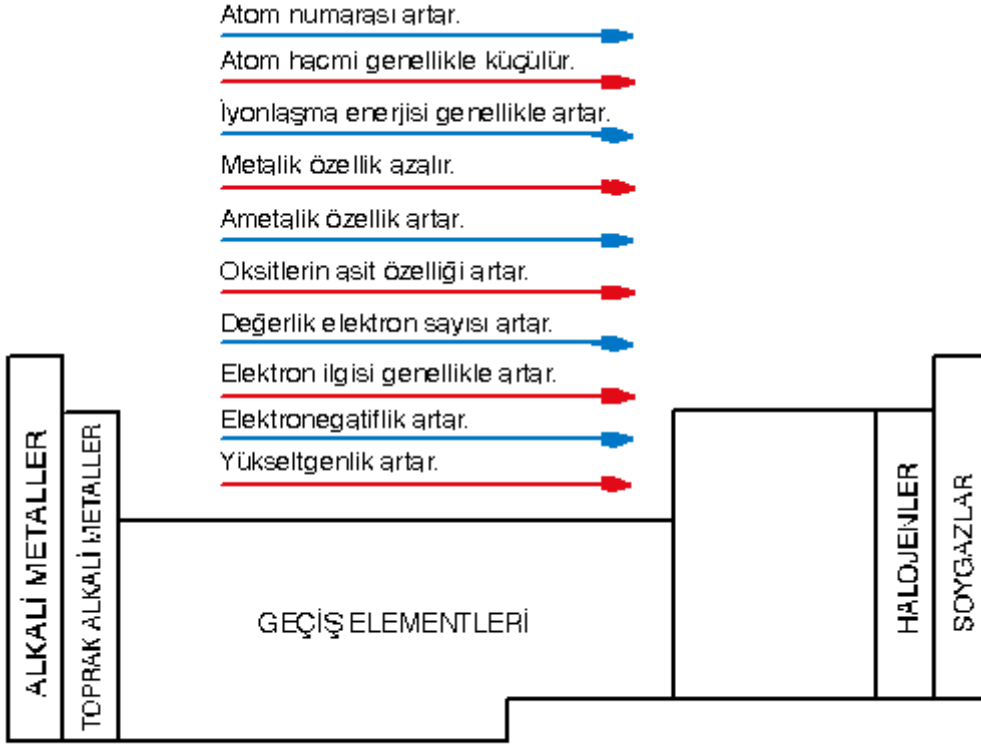 Atom numarası artar.
Atom hacmi genellikle küçülür.
İyonlaşma enerjisi genellikle artar.
Metalik özellik azalır.
Ametalik özellik artar.
Oksitlerin asit özelliği artar.
Değerlik elektron sayısı artar.
Elektron ilgisi genellikle artar.
Elektronegatiflik artar.
Yükseltgenlik artar.
ALKALİ METALLER
TOPRAK ALKALİ METALLER
GEÇİŞ ELEMENTLERİ
HALOJENLER
SOYGAZLAR